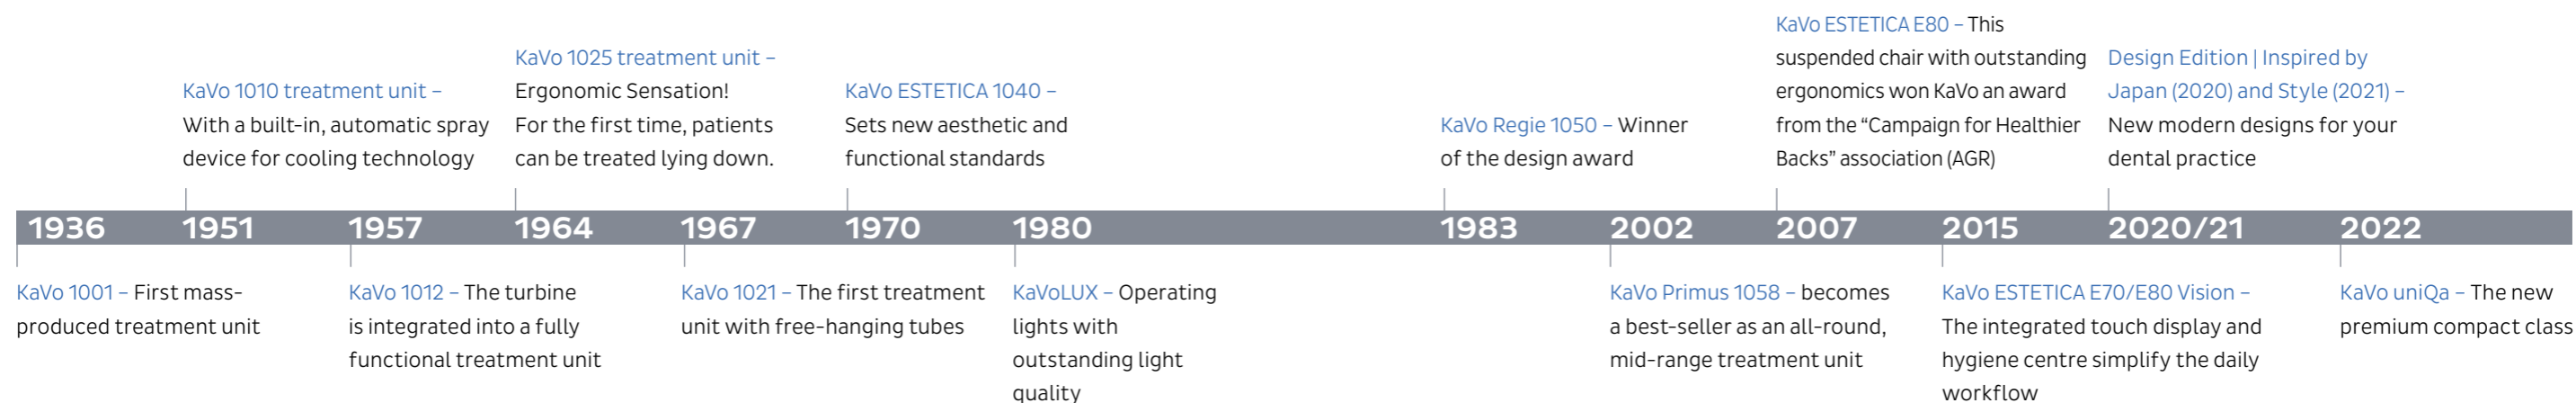 KaVo ESTETICA E80 – This
suspended chair with outstanding
ergonomics won KaVo an award
from the “Campaign for Healthier
Backs” association (AGR)
KaVo 1025 treatment unit –
Ergonomic Sensation!
For the first time, patients
can be treated lying down.
Design Edition | Inspired by
Japan (2020) and Style (2021) –
New modern designs for your
dental practice
KaVo 1010 treatment unit –
With a built-in, automatic spray
device for cooling technology
KaVo ESTETICA 1040 –
Sets new aesthetic and
functional standards
KaVo Regie 1050 – Winner
of the design award
1936 1951 1957 1964 1967 1970 1980 1983 2002 2007 2015 2020/21 2022
KaVo 1001 – First mass-
produced treatment unit
KaVo 1012 – The turbine
is integrated into a fully
functional treatment unit
KaVo 1021 – The first treatment
unit with free-hanging tubes
KaVoLUX – Operating
lights with
outstanding light
quality
KaVo Primus 1058 – becomes
a best-seller as an all-round,
mid-range treatment unit
KaVo ESTETICA E70/E80 Vision –
The integrated touch display and
hygiene centre simplify the daily
workflow
KaVo uniQa – The new
premium compact class